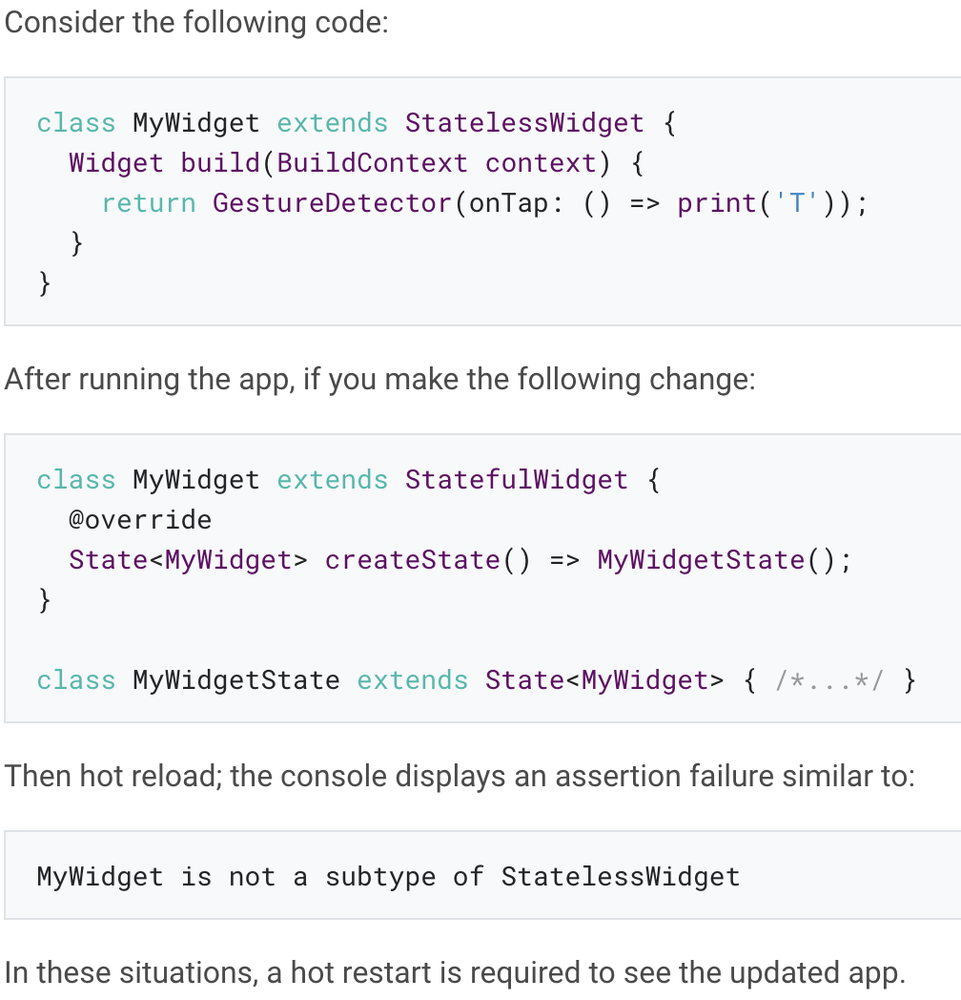 Consider the following code:
class MyWidget extends StatelessWidget {
  Widget build(BuildContext context) {
    return GestureDetector(onTap: () => print('T'));
  }
}
After running the app, if you make the following change:
class MyWidget extends StatefulWidget {
  @override
  State<MyWidget> createState() => MyWidgetState();
}
class MyWidgetState extends State<MyWidget> { /*...*/ }
Then hot reload; the console displays an assertion failure similar to:
MyWidget is not a subtype of StatelessWidget
In these situations, a hot restart is required to see the updated app.